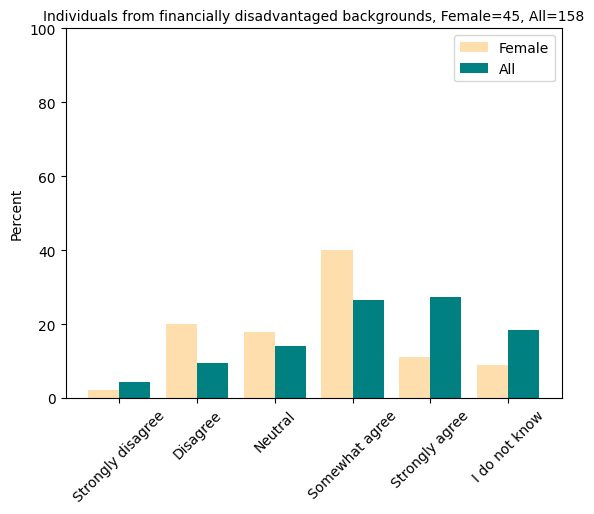 Individuals from financially disadvantaged backgrounds, Female=45, All=158
100
80
60
40
20
0
Percent
Female
All
Strongly disagree
Disagree
Neutral
Somewhat agree
Strongly agree
I do not know